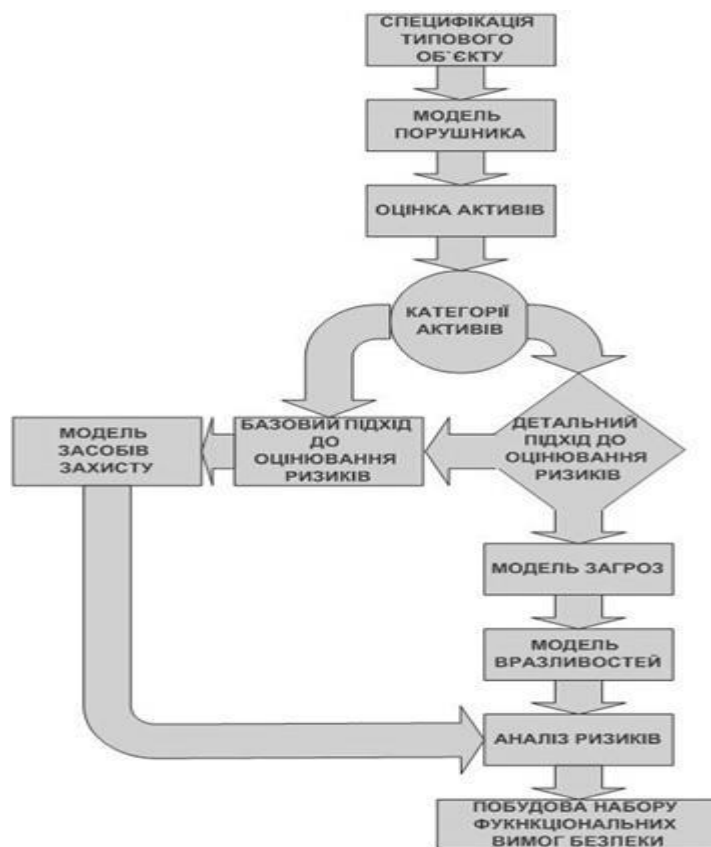 СПЕЦИФІКАЦІЯ
ТИПОВОГО
ОБ`ЄКТУ
МОДЕЛЬ
ПОРУШНИКА
ОЦІНКА АКТИВІВ
КАТЕГОРІЇ
АКТИВІВ
МОДЕЛЬ
ЗАСОБІВ
ЗАХИСТУ
БАЗОВИЙ ПІДХІД
ДО
ОЦІНЮВАННЯ
РИЗИКІВ
ДЕТАЛЬНИЙ
ПІДХІД ДО
ОЦІНЮВАННЯ
РИЗИКІВ
МОДЕЛЬ ЗАГРОЗ
МОДЕЛЬ
ВРАЗЛИВОСТЕЙ
АНАЛІЗ РИЗИКІВ
ПОБУДОВА НАБОРУ
ФУКНКЦІОНАЛЬНИХ
ВИМОГ БЕЗПЕКИ